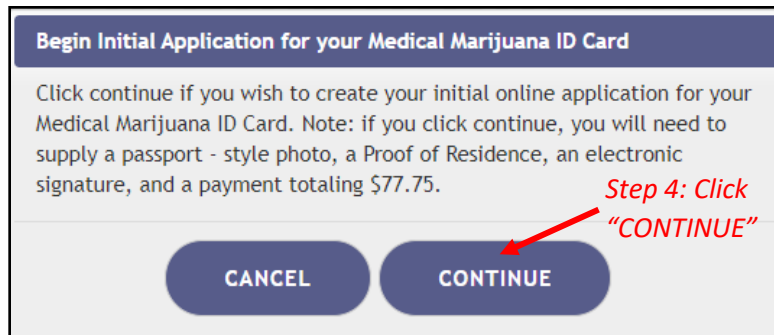 Begin Initial Application for your Medical Marijuana ID Card
Click continue if you wish to create your initial online application for your
Medical Marijuana ID Card. Note: if you click continue, you will need to
supply a passport - style photo, a Proof of Residence, an electronic
signature, and a payment totaling $77.75.
Step 4: Click
“CONTINUE”
CANCEL
CONTINUE